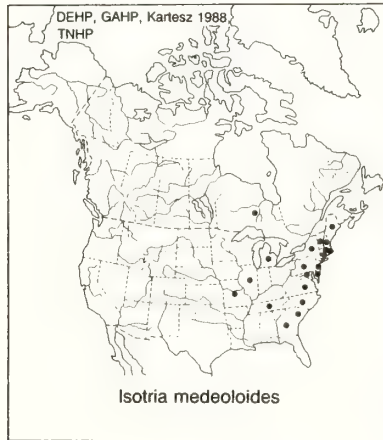 DEHP, GAHP, Kartesz 1988,
TNHP
Isotria medeoloides